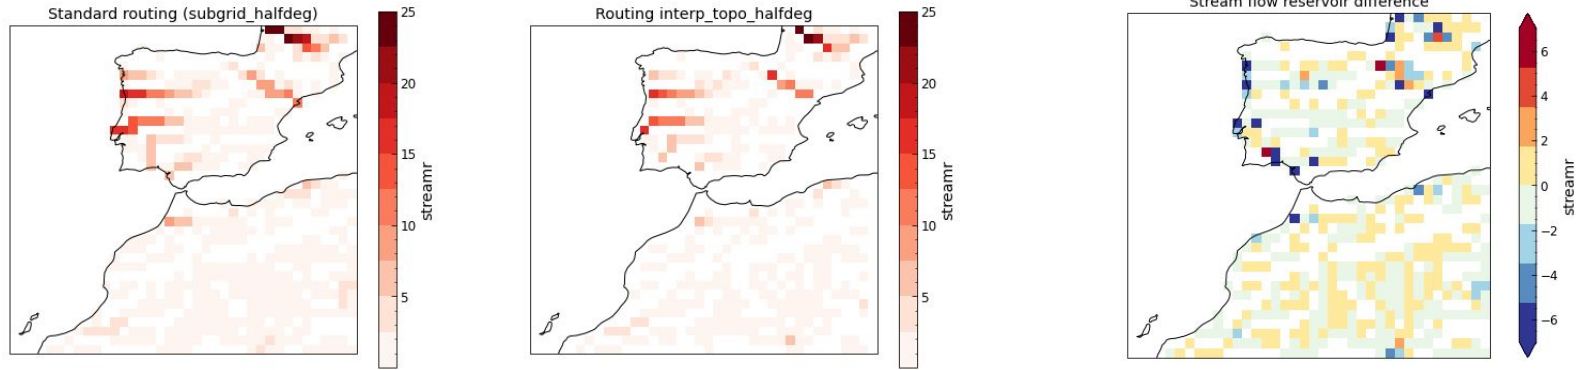 Standard routing (subgrid_halfdeg)
25
20
15
10
5
streamr
Routing interp_topo_halfdeg
25
20
15
10
5
streamr
Stream flow reservoir difference
6
4
2
0
−2
−4
−6
streamr